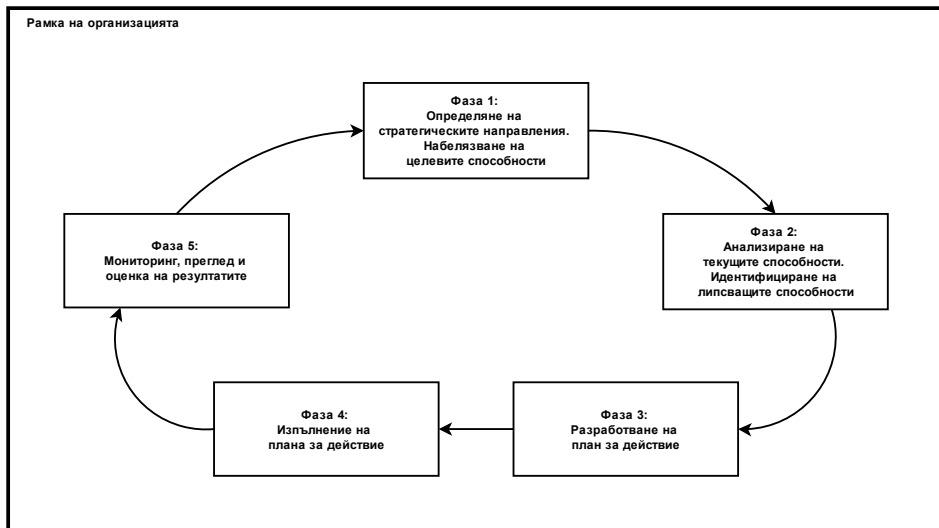 Рамка на организацията
Фаза 1:
Определяне на
стратегическите направления.
Набелязване на
целевите способности
Фаза 2:
Анализиране на
текущите способности.
Идентифициране на
липсващите способности
Фаза 3:
Разработване на
план за действие
Фаза 4:
Изпълнение на
плана за действие
Фаза 5:
Мониторинг, преглед и
оценка на резултатите